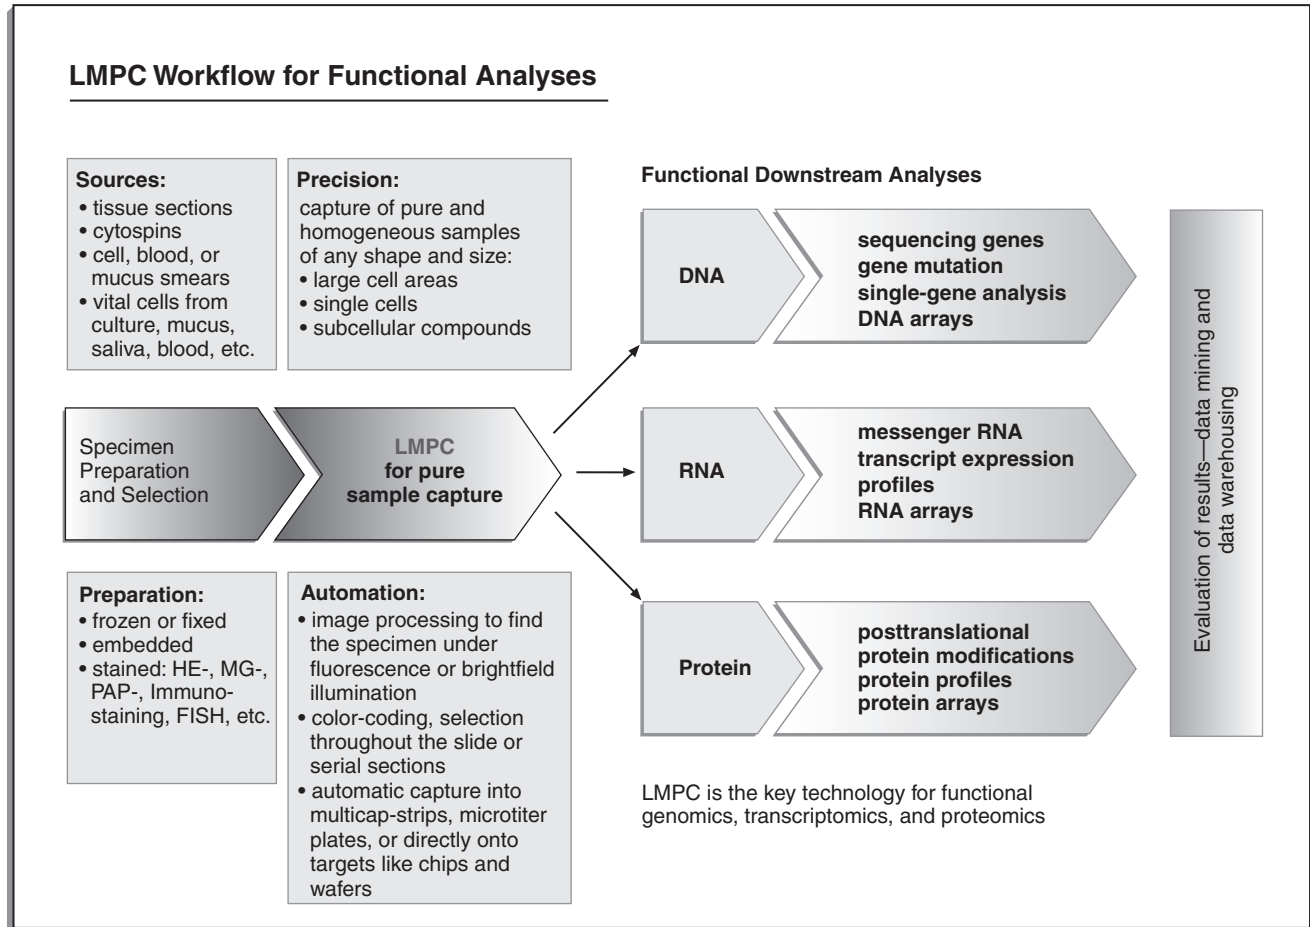 LMPC Workflow for Functional Analyses
Sources:
• tissue sections
• cytospins
• cell, blood, or
mucus smears
• vital cells from
culture, mucus,
saliva, blood, etc.
Precision:
capture of pure and
homogeneous samples
of any shape and size:
• large cell areas
• single cells
• subcellular compounds
Specimen
Preparation
and Selection
LMPC
for pure
sample capture
Preparation:
• frozen or fixed
• embedded
• stained: HE-, MG-,
PAP-, Immuno-
staining, FISH, etc.
Automation:
• image processing to find
the specimen under
fluorescence or brightfield
illumination
• color-coding, selection
throughout the slide or
serial sections
• automatic capture into
multicap-strips, microtiter
plates, or directly onto
targets like chips and
wafers
Functional Downstream Analyses
DNA
sequencing genes
gene mutation
single-gene analysis
DNA arrays
RNA
messenger RNA
transcript expression
profiles
RNA arrays
Protein
posttranslational
protein modifications
protein profiles
protein arrays
Evaluation of results—data mining and
data warehousing
LMPC is the key technology for functional
genomics, transcriptomics, and proteomics